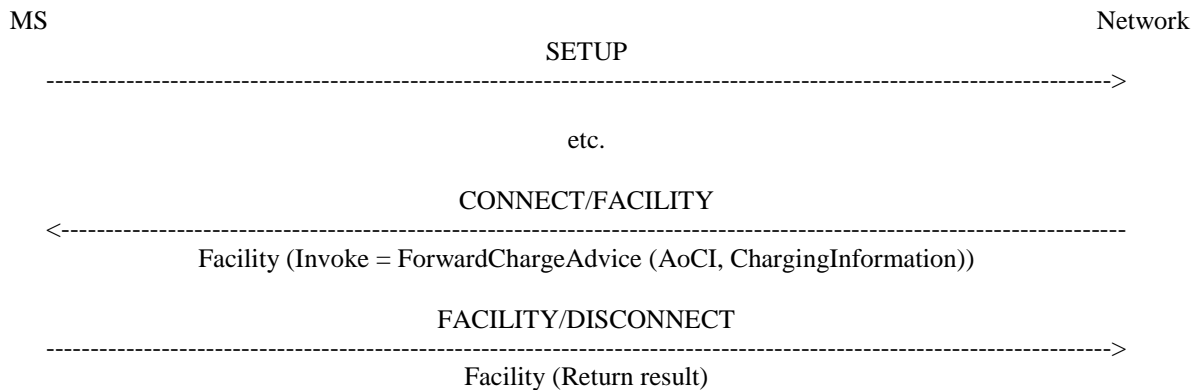 MS Network
SETUP
etc.
CONNECT/FACILITY
Facility (Invoke = ForwardChargeAdvice (AoCI, ChargingInformation))
FACILITY/DISCONNECT
Facility (Return result)